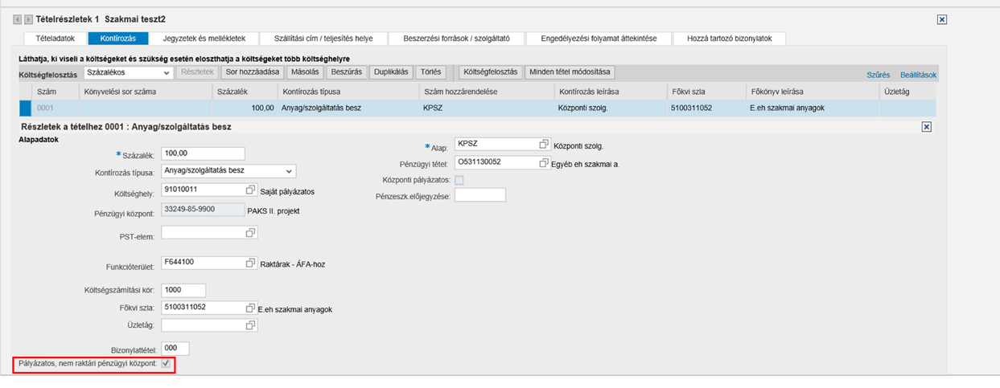 Tételrészletek 1 Szakmai teszt2
Tételadatok Kontírozás Jegyzetek és mellékletek Szállítási cím / teljesítés helye Beszerzési források / szolgáltató Engedélyezési folyamat áttekintése Hozzá tartozó bizonylatok
Láthatja, ki viseli a költségeket és szükség esetén eloszthatja a költségeket több költséghelyre
Költségfelosztás Százalékos Részletek Sor hozzáadása Másolás Beszúrás Duplikálás Törlés Költségfelosztás Minden tétel módosítása Szűrés Beállítások
Szám Könyvelési sor száma Százalék Kontírozás típusa Szám hozzárendelése Kontírozás leírása Főkvi szla Főkönyv leírása Üzletág
0001 100,00 Anyag/szolgáltatás besz KPSZ Központi szolg. 5100311052 E.eh szakmai anyagok
Részletek a tételhez 0001 : Anyag/szolgáltatás besz
Alapadatok
* Százalék: 100,00
Kontírozás típusa: Anyag/szolgáltatás besz
Költséghely: 91010011 Saját pályázatos
Pénzügyi központ: 33249-85-9900 PAKS II. projekt
PST-elem:
Funkcióterület: F644100 Raktárak - ÁFA-hoz
Költségszámítási kör: 1000
Főkvi szla: 5100311052 E.eh szakmai anyagok
Üzletág:
Bizonylattétel: 000
Pályázatos, nem raktári pénzügyi központ:
* Alap: KPSZ Központi szolg.
Pénzügyi tétel: O531130052 Egyéb eh szakmai a.
Központi pályázatos:
Pénzeszk.előjegyzése: